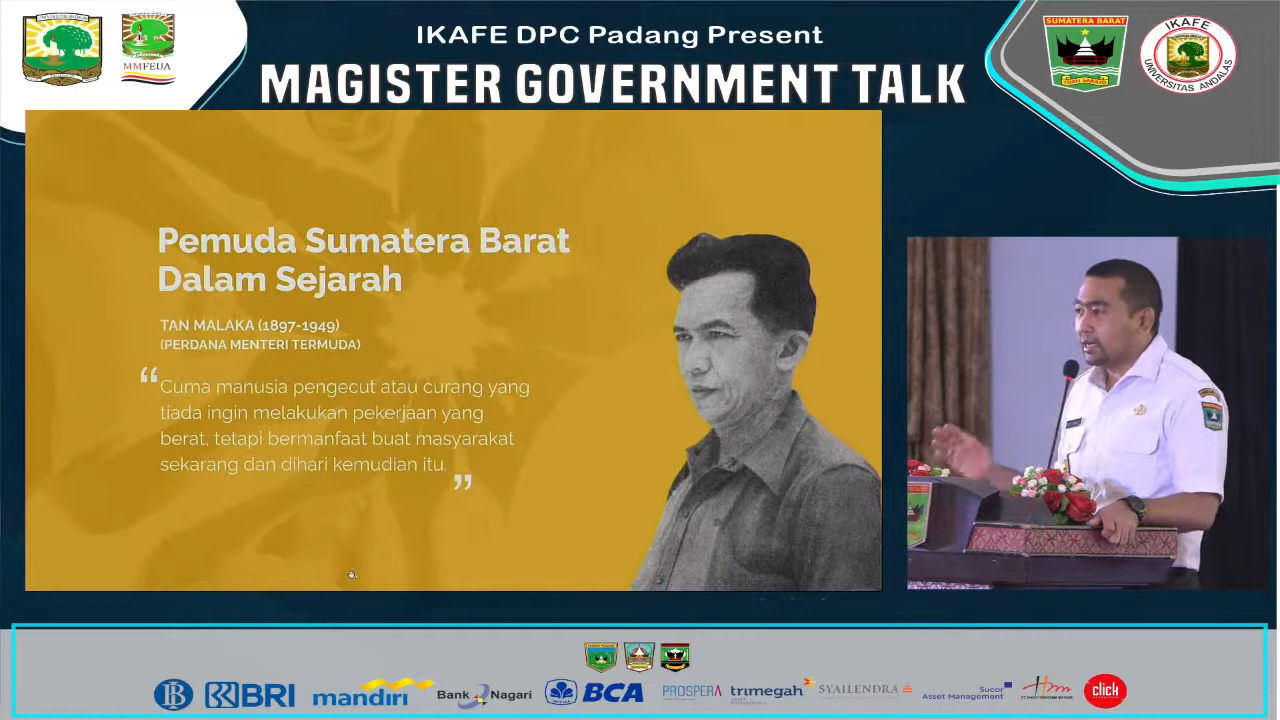 IKAFE DPC Padang Present
MAGISTER GOVERNMENT TALK
MMFEUA
SUMATERA BARAT
TUAH SAKATO
IKAFE
UNIVERSITAS ANDALAS
Pemuda Sumatera Barat
Dalam Sejarah
TAN MALAKA (1897-1949)
(PERDANA MENTERI TERMUDA)
“Cuma manusia pengecut atau curang yang
tiada ingin melakukan pekerjaan yang
berat, tetapi bermanfaat buat masyarakat
sekarang dan dihari kemudian itu.”
BRI
mandiri
Bank Nagari
BCA
PROSPERA
trimegah
SYAILENDRA
Sucor
Asset Management
click